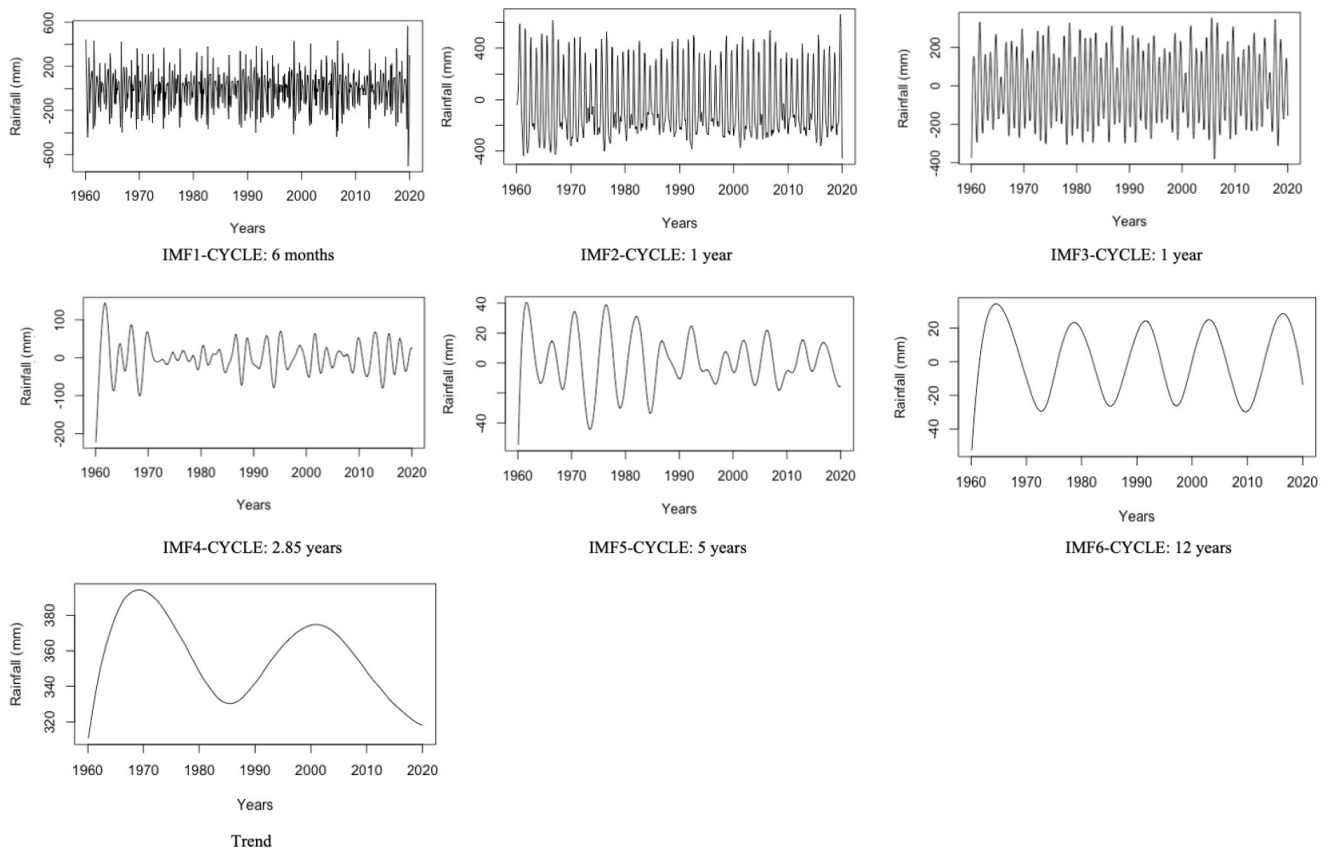 Rainfall (mm)
600
200
-200
-600
1960 1970 1980 1990 2000 2010 2020
Years
IMF1-CYCLE: 6 months
Rainfall (mm)
400
0
400
1960 1970 1980 1990 2000 2010 2020
Years
IMF2-CYCLE: 1 year
Rainfall (mm)
200
0
-200
-400
1960 1970 1980 1990 2000 2010 2020
Years
IMF3-CYCLE: 1 year
Rainfall (mm)
100
0
-100
-200
1960 1970 1980 1990 2000 2010 2020
Years
IMF4-CYCLE: 2.85 years
Rainfall (mm)
40
20
0
-40
1960 1970 1980 1990 2000 2010 2020
Years
IMF5-CYCLE: 5 years
Rainfall (mm)
20
0
-20
-40
1960 1970 1980 1990 2000 2010 2020
Years
IMF6-CYCLE: 12 years
Rainfall (mm)
380
360
340
320
1960 1970 1980 1990 2000 2010 2020
Years
Trend